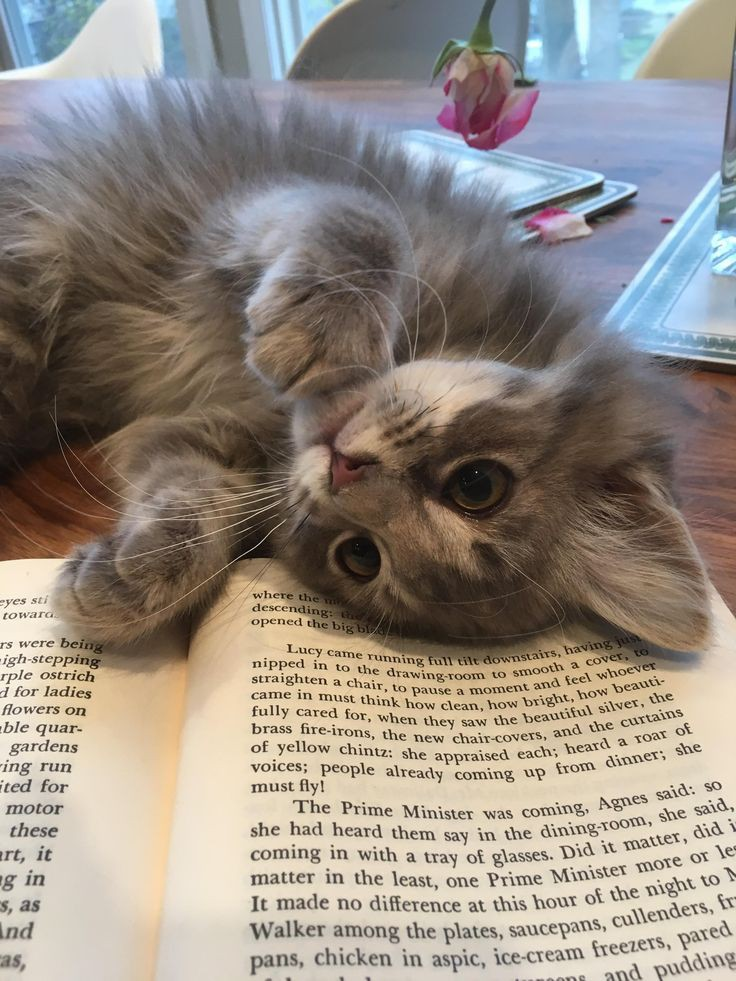 eyes sti
toward
rs were being
high-stepping
rple ostrich
d for ladies
flowers on
able quar-
gardens
ving run
ited for
motor
these
art, it
ng in
s, as
And
as,
where the m
descending: the
opened the big bl
Lucy came running full tilt downstairs, having just
nipped in to the drawing-room to smooth a cover, to
straighten a chair, to pause a moment and feel whoever
came in must think how clean, how bright, how beauti-
fully cared for, when they saw the beautiful silver, the
brass fire-irons, the new chair-covers, and the curtains
of yellow chintz: she appraised each; heard a roar of
voices; people already coming up from dinner; she
must fly!
The Prime Minister was coming, Agnes said: so
she had heard them say in the dining-room, she said,
coming in with a tray of glasses. Did it matter, did i
matter in the least, one Prime Minister more or les
It made no difference at this hour of the night to M
Walker among the plates, saucepans, cullenders, fr
pans, chicken in aspic, ice-cream freezers, pared
and pudding